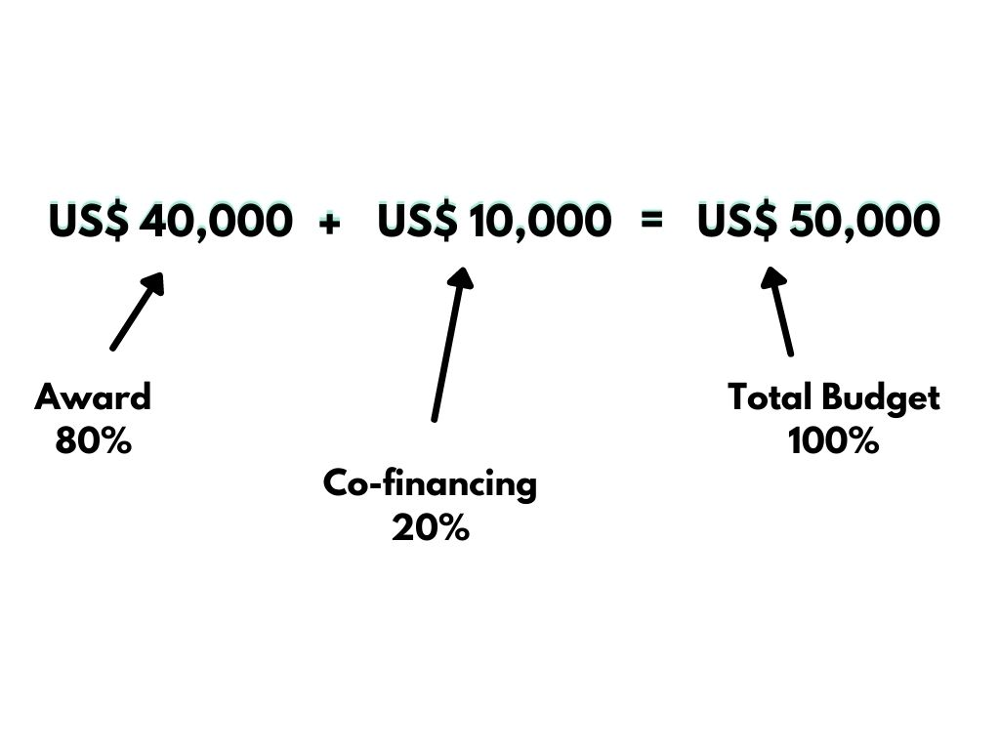 US$ 40,000 + US$ 10,000 = US$ 50,000
Award
80%
Co-financing
20%
Total Budget
100%